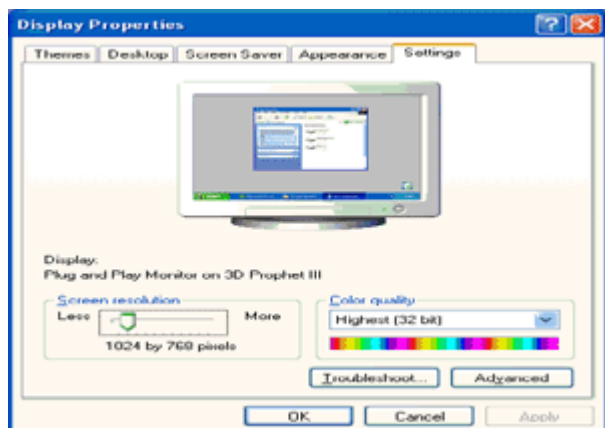 Display Properties
Themes Desktop Screen Saver Appearance Settings
Display:
Plug and Play Monitor on 3D Prophet III
Screen resolution
Less More
1024 by 768 pixels
Color quality
Highest (32 bit)
Troubleshoot... Advanced
OK Cancel Apply